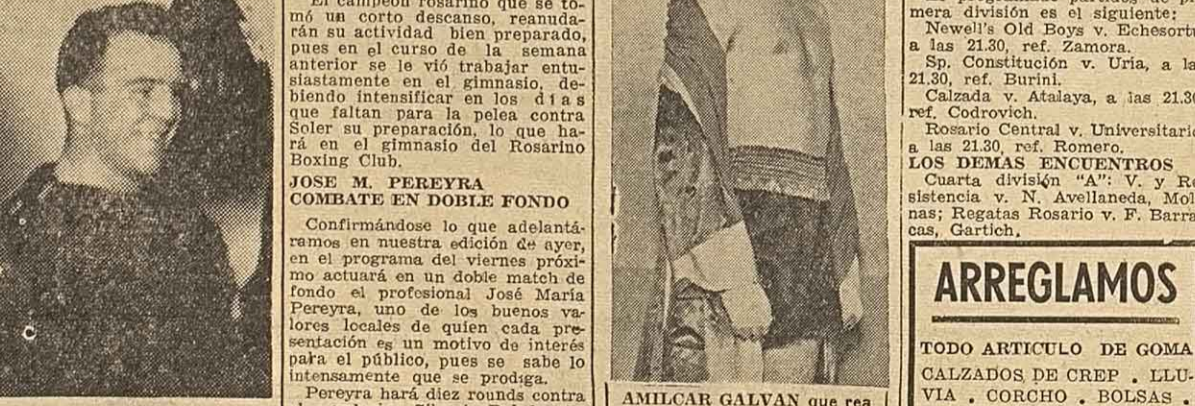 El campeón rosarino que se to-
mó un corto descanso, reanuda-
rán su actividad bien preparado,
pues en el curso de la semana
anterior se le vió trabajar entu-
siastamente en el gimnasio, de-
biendo intensificar en los dias
que faltan para la pelea contra
Soler su preparación, lo que ha-
rá en el gimnasio del Rosarino
Boxing Club.
JOSE M. PEREYRA
COMBATE EN DOBLE FONDO
Confirmándose lo que adelantá-
ramos en nuestra edición de ayer,
en el programa del viernes próxi-
mo actuará en un doble match de
fondo el profesional José María
Pereyra, uno de los buenos va-
lores locales de quien cada pre-
sentación es un motivo de interés
para el público, pues se sabe lo
intensamente que se prodiga.
Pereyra hará diez rounds contra
AMILCAR GALVAN que rea
mera división es el siguiente:
Newell's Old Boys v. Echesortu
a las 21.30, ref. Zamora.
Sp. Constitución v. Uria, a la
21.30, ref. Burini.
Calzada v. Atalaya, a las 21.30
ref. Codrovich.
Rosario Central v. Universitario
a las 21.30, ref. Romero.
LOS DEMAS ENCUENTROS
Cuarta división "A": V. y Re
sistencia v. N. Avellaneda, Moli
nas; Regatas Rosario v. F. Barra
cas, Gartich.
ARREGLAMOS
TODO ARTICULO DE GOMA
CALZADOS DE CREP . LLU-
VIA . CORCHO . BOLSAS .